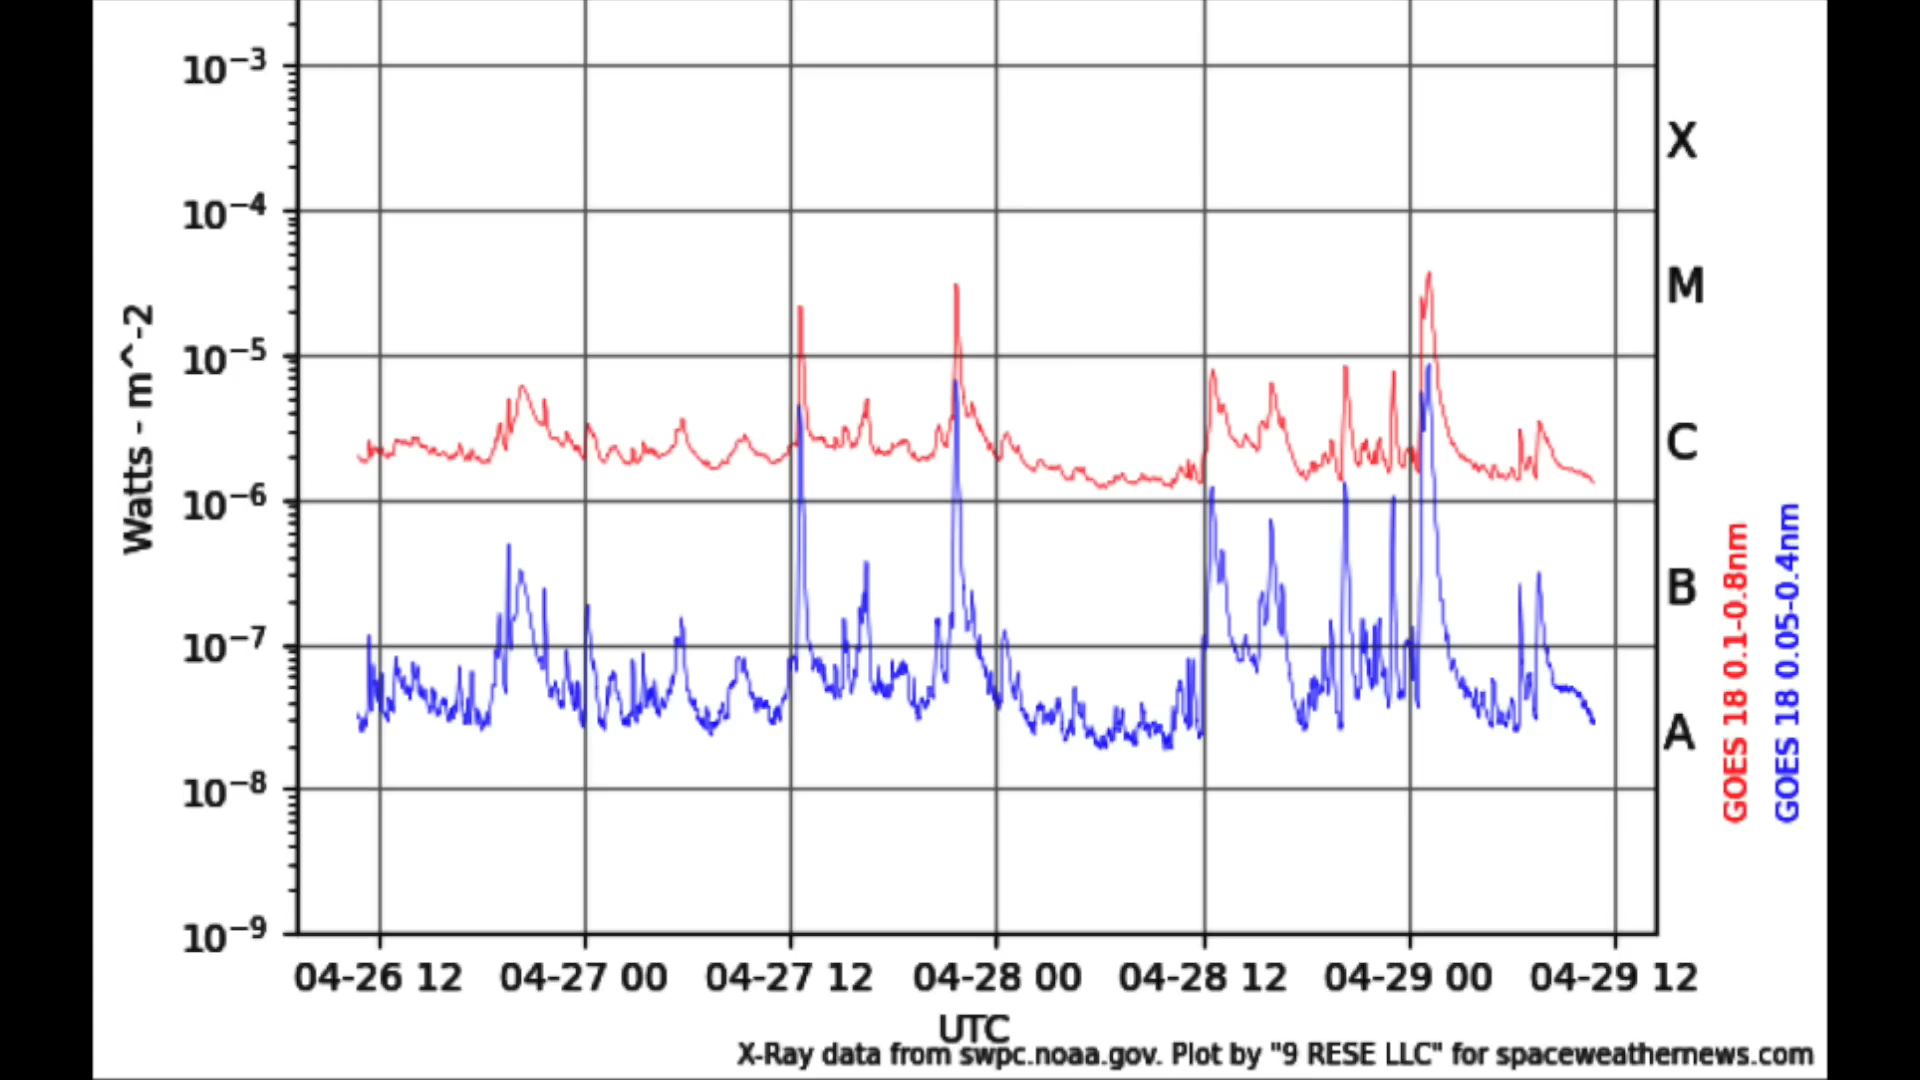 10−3
10−4
10−5
10−6
10−7
10−8
10−9
Watts - m^-2
X
M
C
B
A
GOES 18 0.1-0.8nm
GOES 18 0.05-0.4nm
04-26 12 04-27 00 04-27 12 04-28 00 04-28 12 04-29 00 04-29 12
UTC
X-Ray data from swpc.noaa.gov. Plot by "9 RESE LLC" for spaceweathernews.com